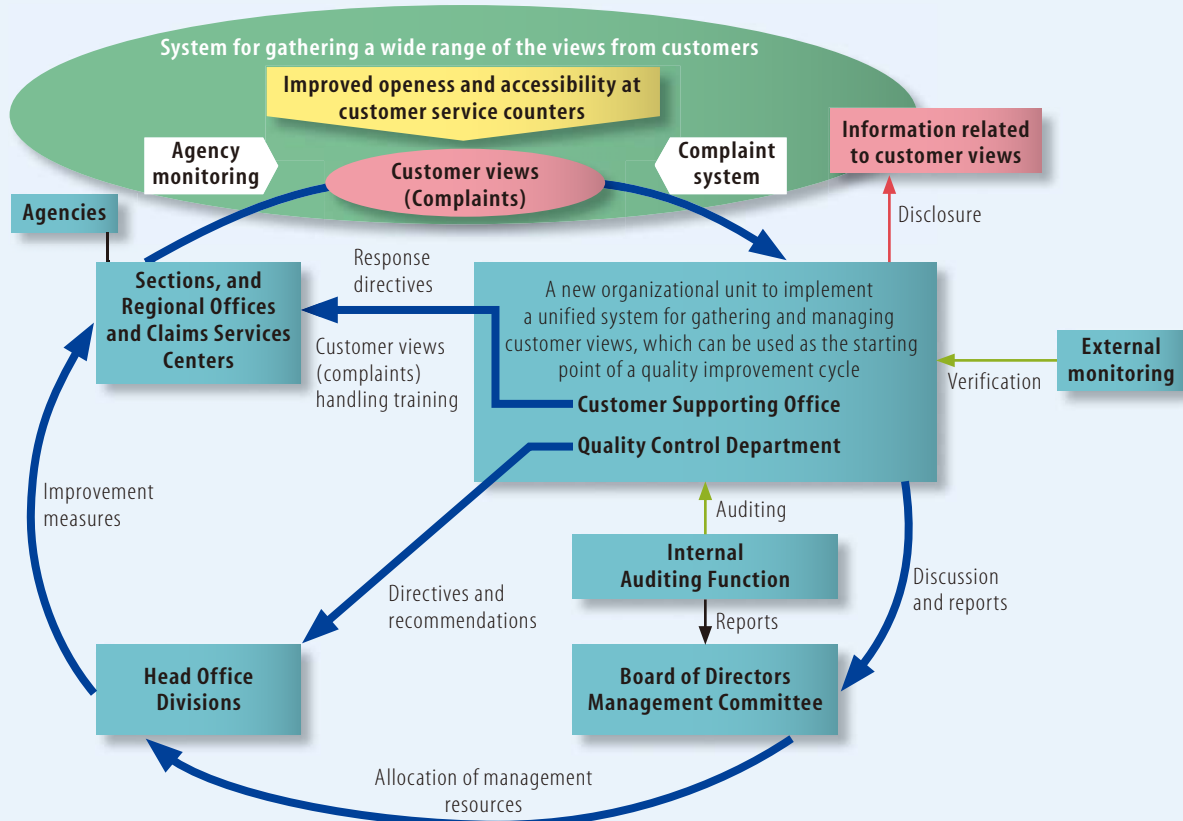 System for gathering a wide range of the views from customers
Improved openess and accessibility at
customer service counters
Agency
monitoring
Customer views
(Complaints)
Complaint
system
Information related
to customer views
Disclosure
Agencies
Sections, and
Regional Offices
and Claims Services
Centers
Response
directives
Customer views
(complaints)
handling training
A new organizational unit to implement
a unified system for gathering and managing
customer views, which can be used as the starting
point of a quality improvement cycle
Customer Supporting Office
Quality Control Department
Verification
External
monitoring
Improvement
measures
Auditing
Internal
Auditing Function
Reports
Discussion
and reports
Directives and
recommendations
Head Office
Divisions
Board of Directors
Management Committee
Allocation of management
resources